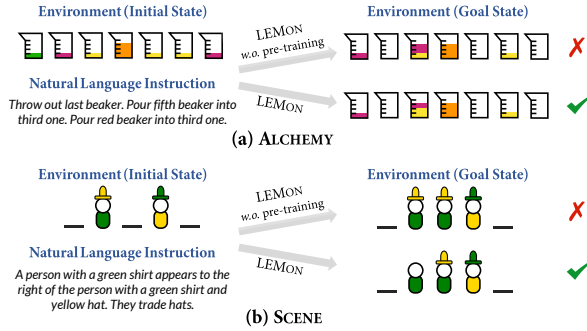 Environment (Initial State)
Environment (Goal State)
LEMON
w.o. pre-training
Natural Language Instruction
Throw out last beaker. Pour fifth beaker into
third one. Pour red beaker into third one.
LEMON
(a) ALCHEMY
Environment (Initial State)
Environment (Goal State)
LEMON
w.o. pre-training
Natural Language Instruction
A person with a green shirt appears to the
right of the person with a green shirt and
yellow hat. They trade hats.
LEMON
(b) SCENE